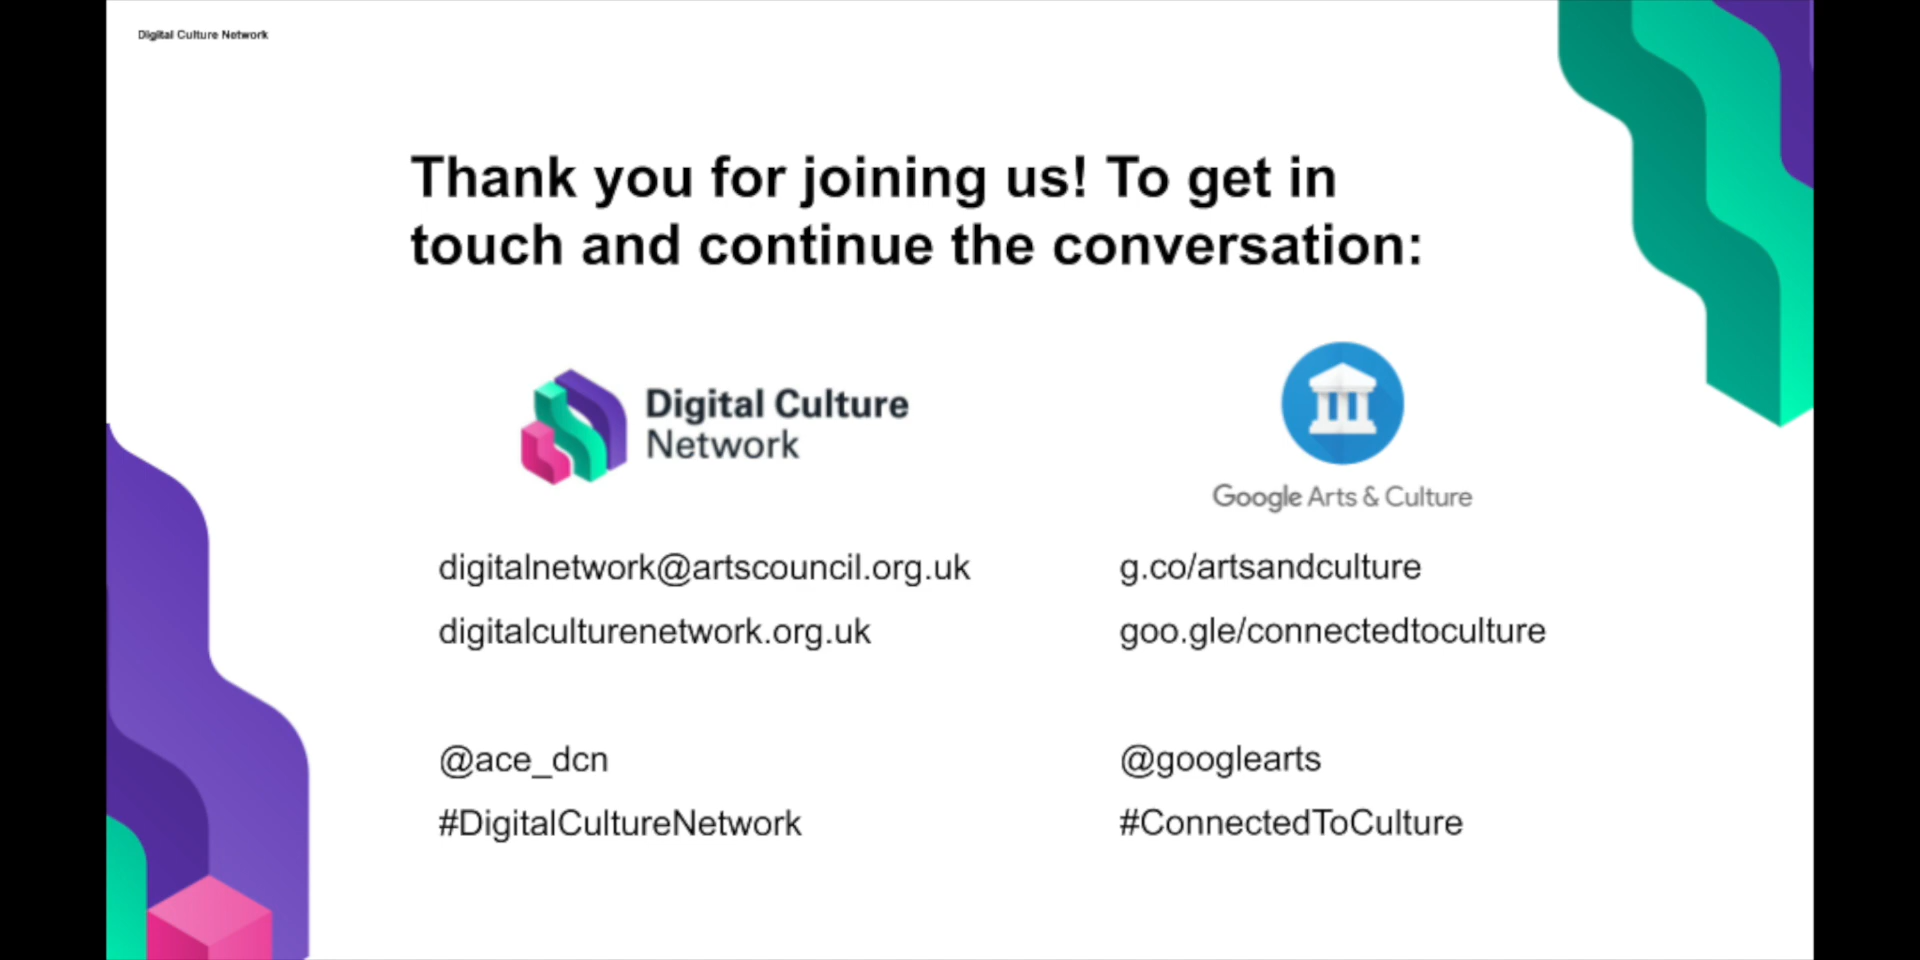 Digital Culture Network
Thank you for joining us! To get in
touch and continue the conversation:
Digital Culture
Network
Google Arts & Culture
digitalnetwork@artscouncil.org.uk
digitalculturenetwork.org.uk
@ace_dcn
#DigitalCultureNetwork
g.co/artsandculture
goo.gle/connectedtoculture
@googlearts
#ConnectedToCulture